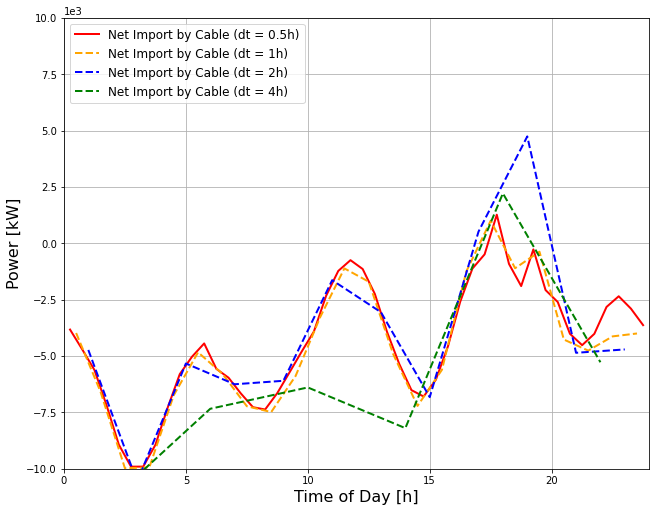 1e3
10.0
7.5
5.0
2.5
0.0
−2.5
−5.0
−7.5
−10.0
Power [kW]
Net Import by Cable (dt = 0.5h)
Net Import by Cable (dt = 1h)
Net Import by Cable (dt = 2h)
Net Import by Cable (dt = 4h)
0 5 10 15 20
Time of Day [h]